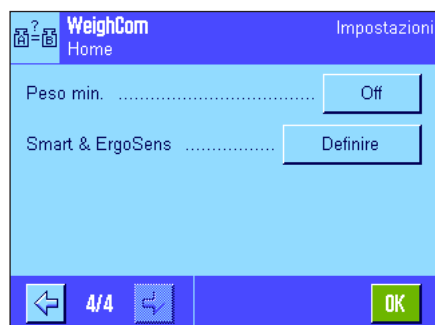 WeighCom Impostazioni
Home
Peso min. .................................... Off
Smart & ErgoSens ................ Definire
4/4 OK